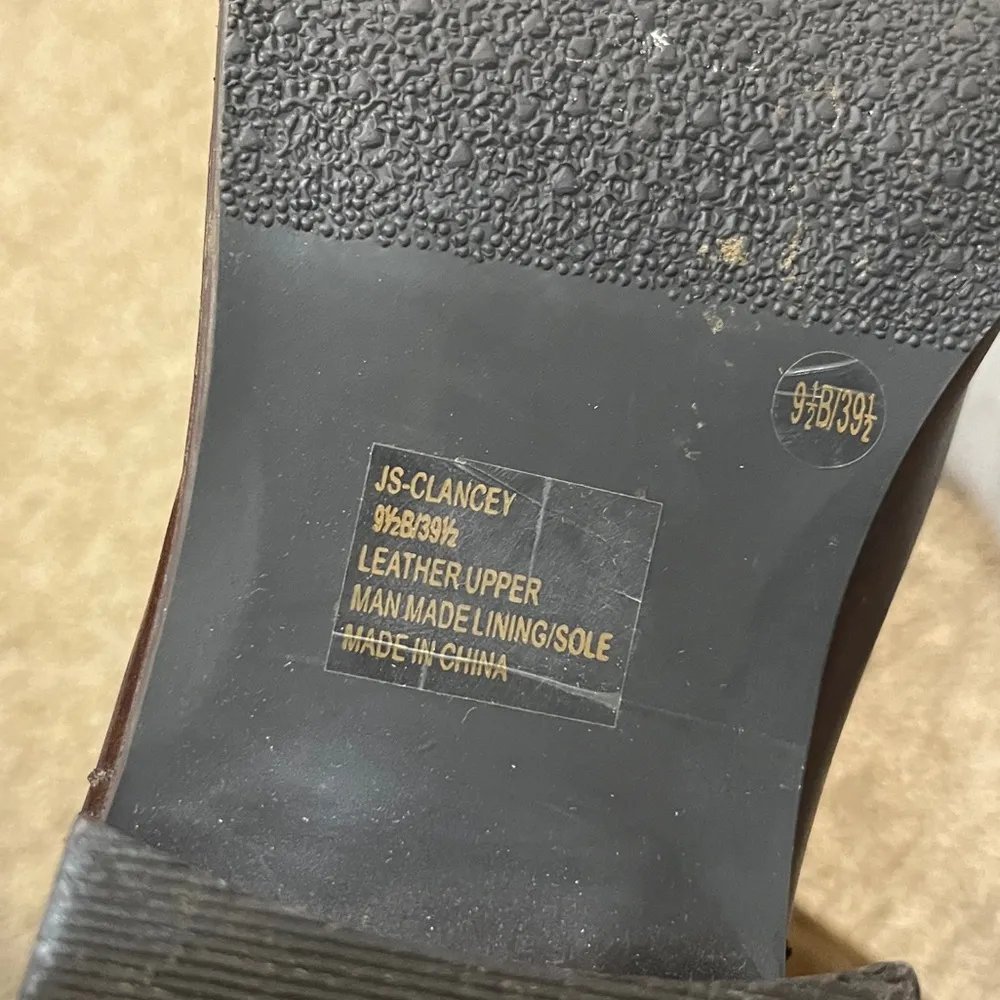 9½B/39½
JS-CLANCEY
9½B/39½
LEATHER UPPER
MAN MADE LINING/SOLE
MADE IN CHINA